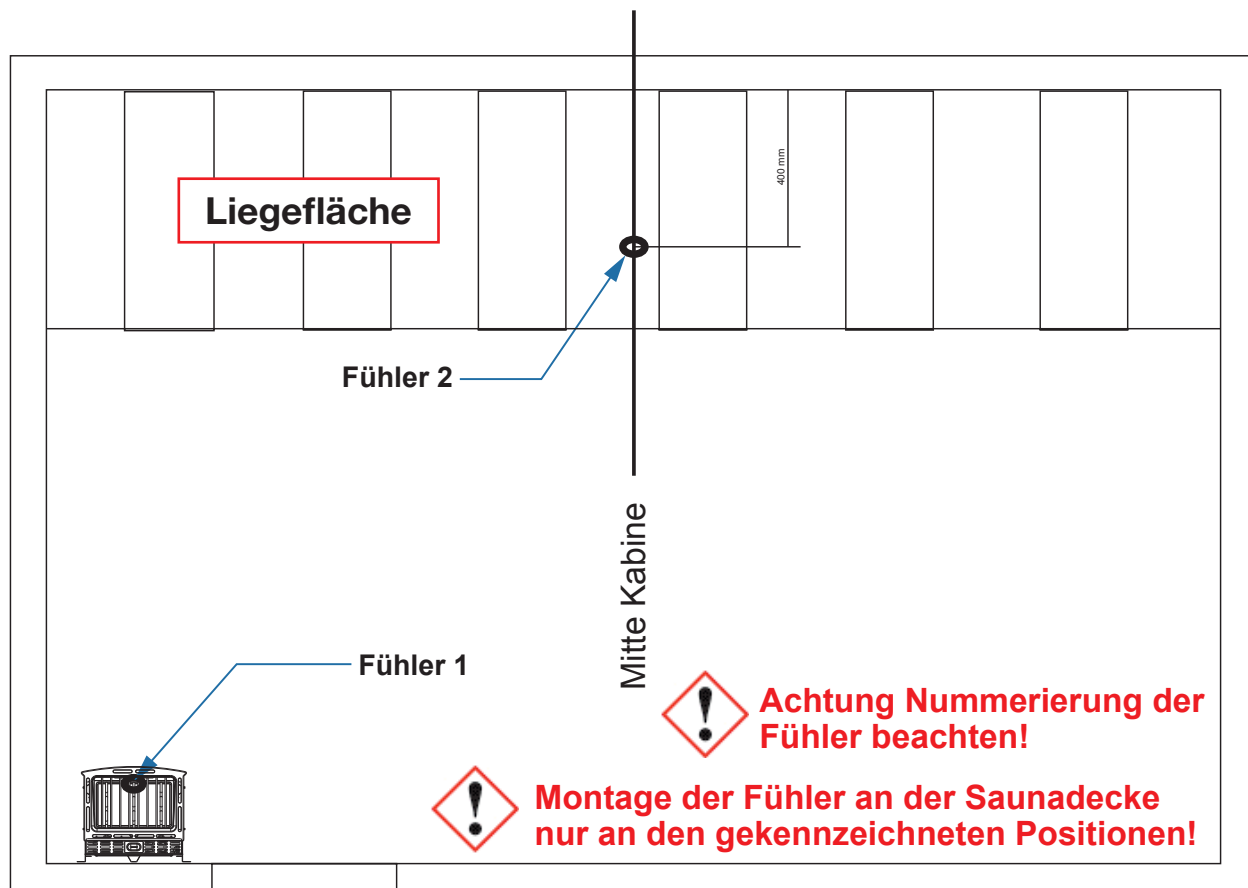 400 mm
Liegefläche
Fühler 2
Mitte Kabine
Fühler 1
Achtung Nummerierung der
Fühler beachten!
Montage der Fühler an der Saunadecke
nur an den gekennzeichneten Positionen!